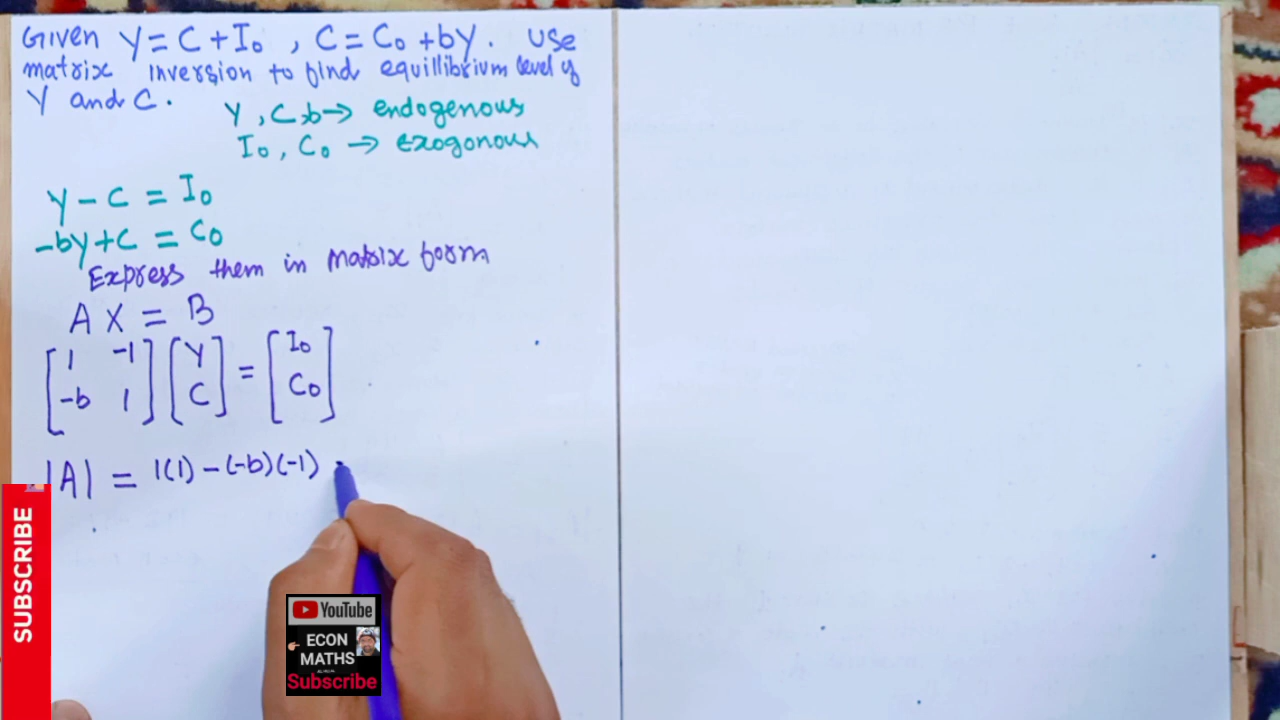 Given Y = C + I₀ , C = C₀ + bY. Use
matrix inversion to find equillibrium level of
Y and C.
Y , C, b → endogenous
I₀ , C₀ → exogonous
Y - C = I₀
-bY + C = C₀
Express them in matrix form
A X = B
[1 -1] [Y] = [I₀]
[-b 1] [C] [C₀]
|A| = 1(1) - (-b)(-1)
SUBSCRIBE
YouTube
ECON
MATHS
Subscribe